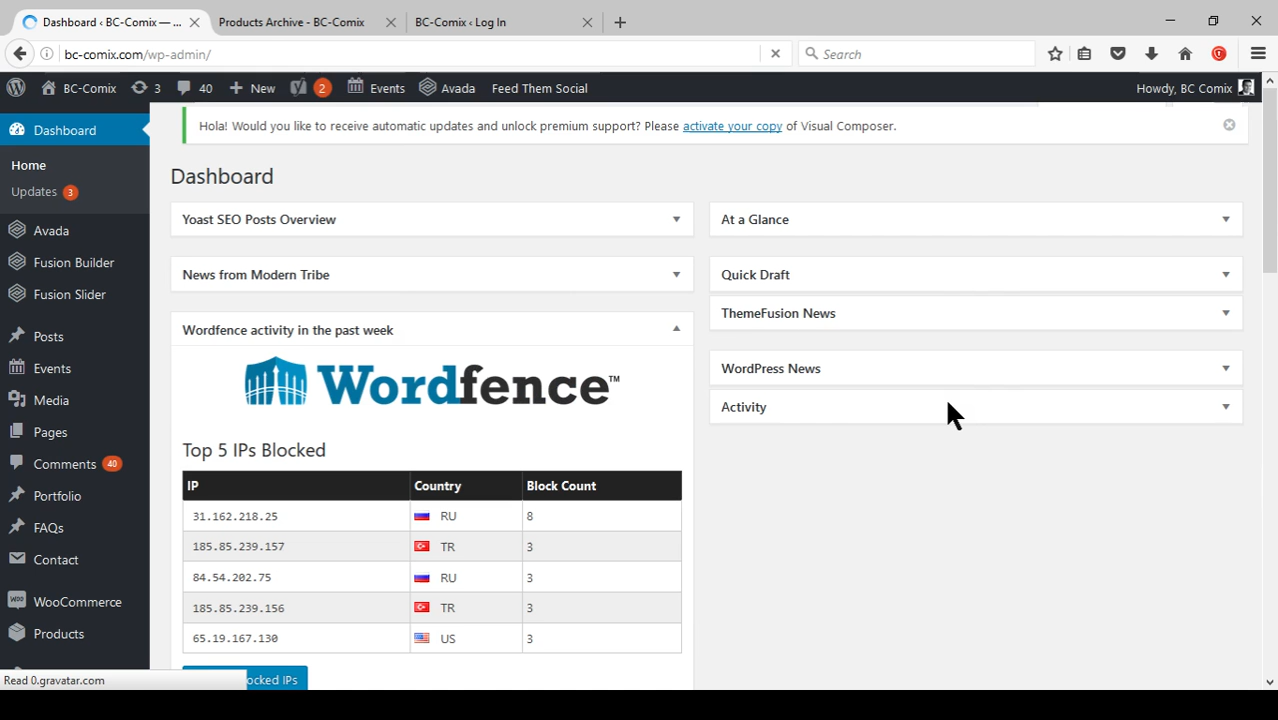 Dashboard ‹ BC-Comix — ...
Products Archive - BC-Comix
BC-Comix ‹ Log In
bc-comix.com/wp-admin/
Search
BC-Comix
3
40
New
2
Events
Avada
Feed Them Social
Howdy, BC Comix
Hola! Would you like to receive automatic updates and unlock premium support? Please activate your copy of Visual Composer.
Dashboard
Home
Updates 3
Avada
Fusion Builder
Fusion Slider
Posts
Events
Media
Pages
Comments 40
Portfolio
FAQs
Contact
WooCommerce
Products
Dashboard
Yoast SEO Posts Overview
News from Modern Tribe
Wordfence activity in the past week
Wordfence™
Top 5 IPs Blocked
IP Country Block Count
31.162.218.25 RU 8
185.85.239.157 TR 3
84.54.202.75 RU 3
185.85.239.156 TR 3
65.19.167.130 US 3
ocked IPs
At a Glance
Quick Draft
ThemeFusion News
WordPress News
Activity
Read 0.gravatar.com